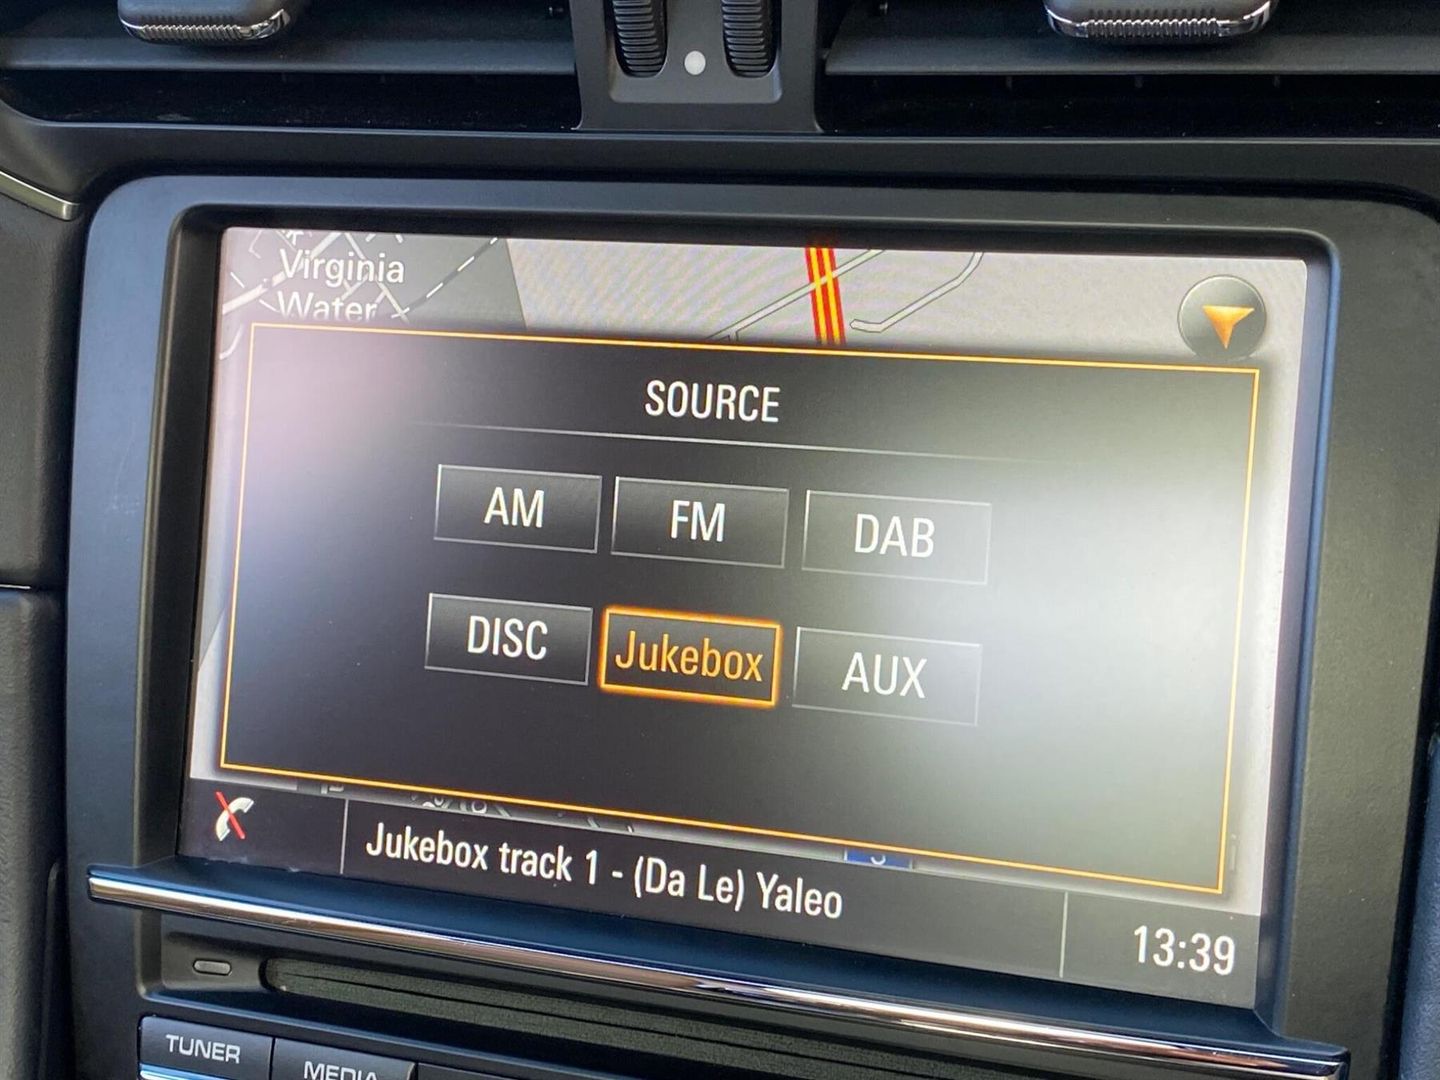 Virginia
Water
SOURCE
AM
FM
DAB
DISC
Jukebox
AUX
Jukebox track 1 - (Da Le) Yaleo
13:39
TUNER
MEDIA